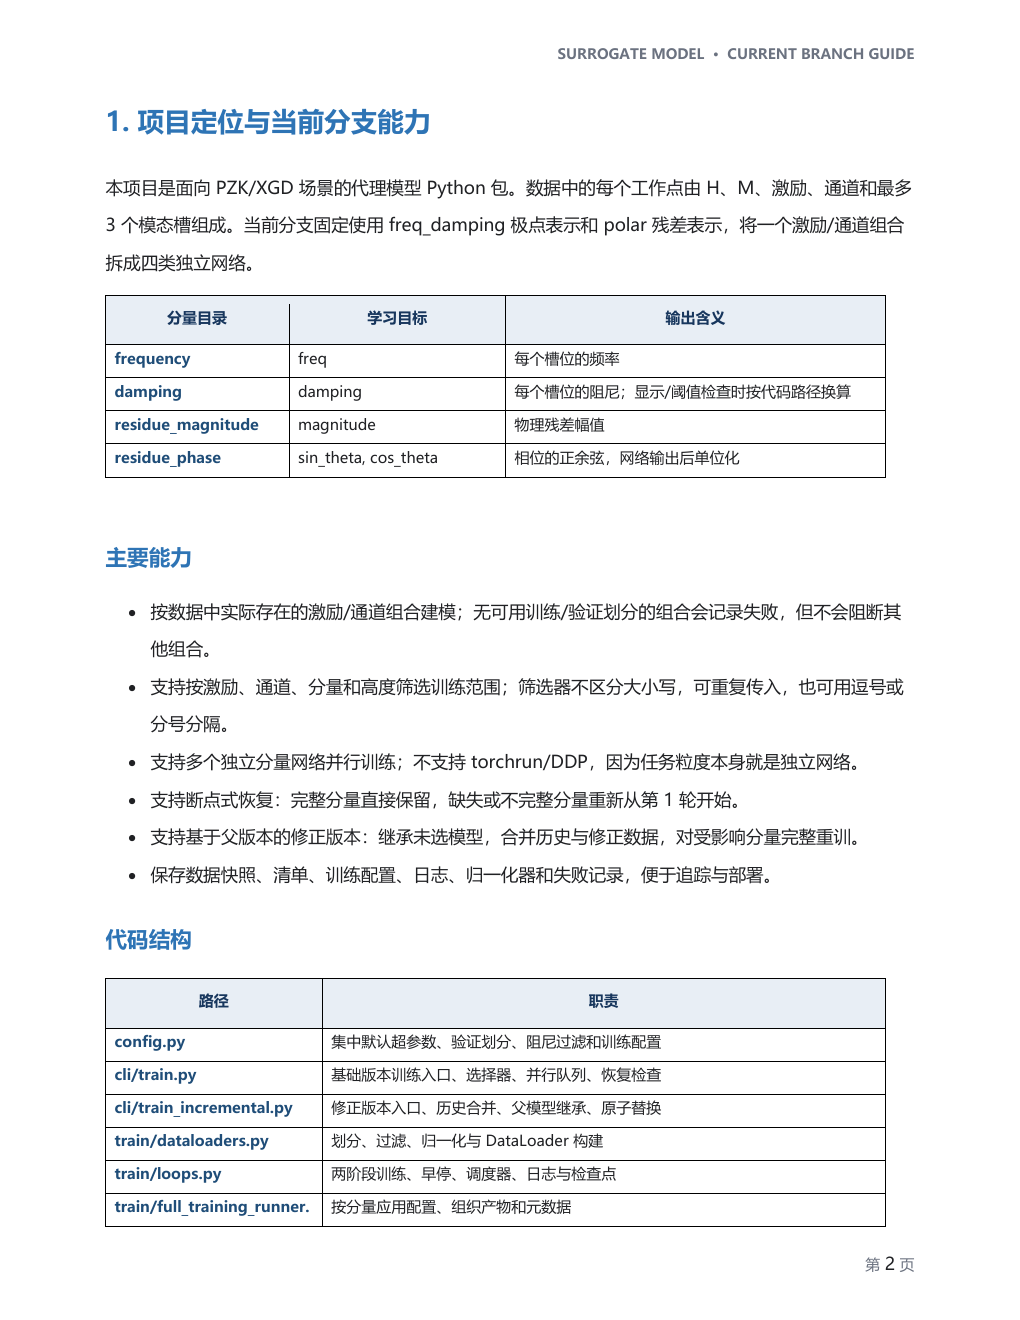 SURROGATE MODEL • CURRENT BRANCH GUIDE
1. 项目定位与当前分支能力
本项目是面向 PZK/XGD 场景的代理模型 Python 包。数据中的每个工作点由 H、M、激励、通道和最多
3 个模态槽组成。当前分支固定使用 freq_damping 极点表示和 polar 残差表示，将一个激励/通道组合
拆成四类独立网络。
分量目录 学习目标 输出含义
frequency freq 每个槽位的频率
damping damping 每个槽位的阻尼；显示/阈值检查时按代码路径换算
residue_magnitude magnitude 物理残差幅值
residue_phase sin_theta, cos_theta 相位的正余弦，网络输出后单位化
主要能力
• 按数据中实际存在的激励/通道组合建模；无可用训练/验证划分的组合会记录失败，但不会阻断其
他组合。
• 支持按激励、通道、分量和高度筛选训练范围；筛选器不区分大小写，可重复传入，也可用逗号或
分号分隔。
• 支持多个独立分量网络并行训练；不支持 torchrun/DDP，因为任务粒度本身就是独立网络。
• 支持断点式恢复：完整分量直接保留，缺失或不完整分量重新从第 1 轮开始。
• 支持基于父版本的修正版本：继承未选模型，合并历史与修正数据，对受影响分量完整重训。
• 保存数据快照、清单、训练配置、日志、归一化器和失败记录，便于追踪与部署。
代码结构
路径 职责
config.py 集中默认超参数、验证划分、阻尼过滤和训练配置
cli/train.py 基础版本训练入口、选择器、并行队列、恢复检查
cli/train_incremental.py 修正版本入口、历史合并、父模型继承、原子替换
train/dataloaders.py 划分、过滤、归一化与 DataLoader 构建
train/loops.py 两阶段训练、早停、调度器、日志与检查点
train/full_training_runner. 按分量应用配置、组织产物和元数据
第 2 页